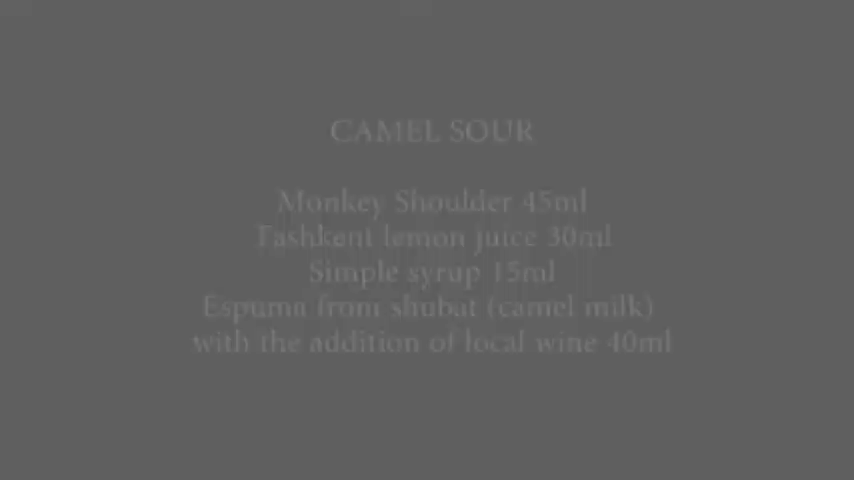 CAMEL SOUR
Monkey Shoulder 45ml
Tashkent lemon juice 30ml
Simple syrup 15ml
Espuma from shubat (camel milk)
with the addition of local wine 40ml